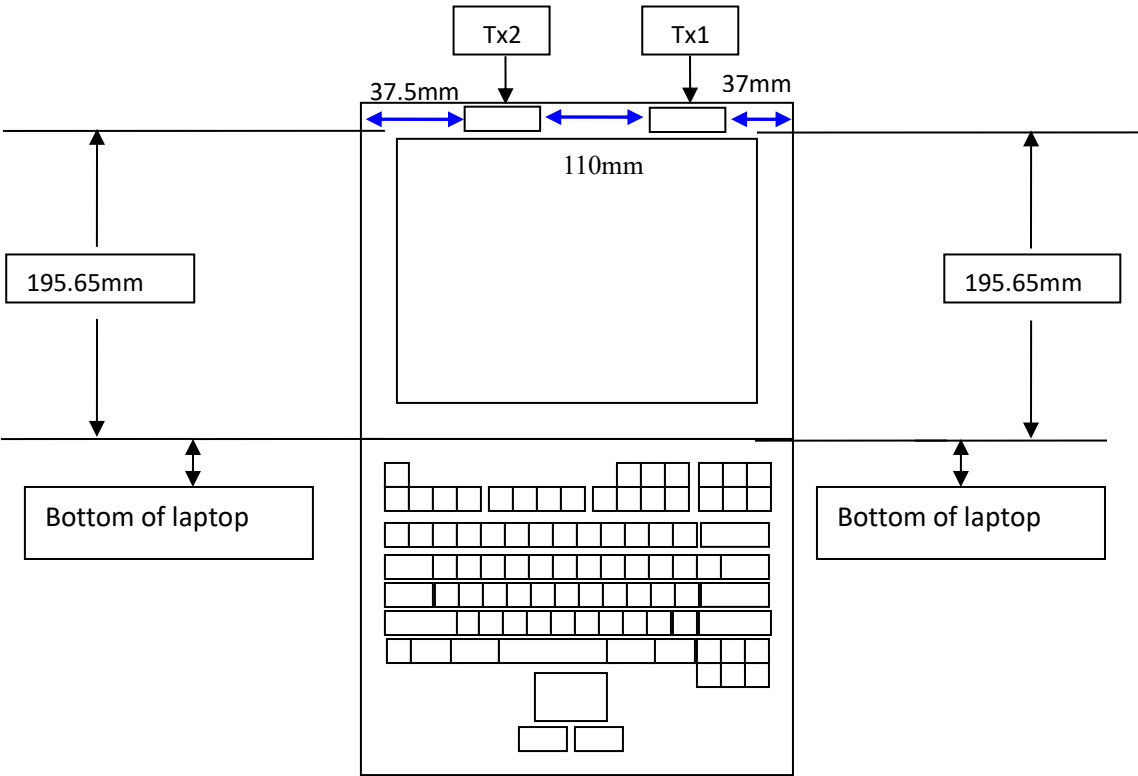 Tx2
Tx1
37.5mm
37mm
110mm
195.65mm
195.65mm
Bottom of laptop
Bottom of laptop